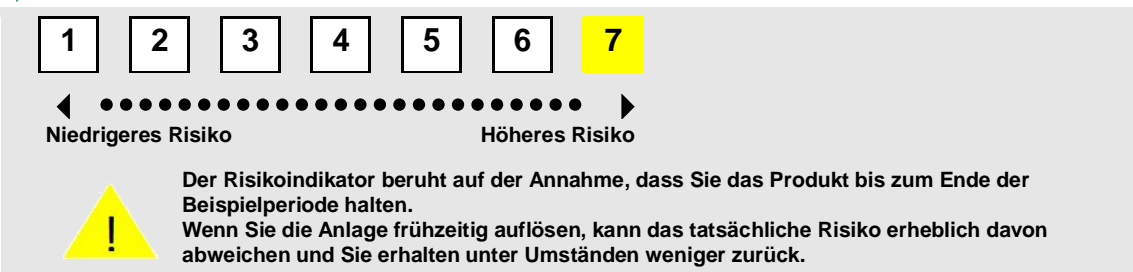 1 2 3 4 5 6 7
Niedrigeres Risiko Höheres Risiko
Der Risikoindikator beruht auf der Annahme, dass Sie das Produkt bis zum Ende der
Beispielperiode halten.
Wenn Sie die Anlage frühzeitig auflösen, kann das tatsächliche Risiko erheblich davon
abweichen und Sie erhalten unter Umständen weniger zurück.
!